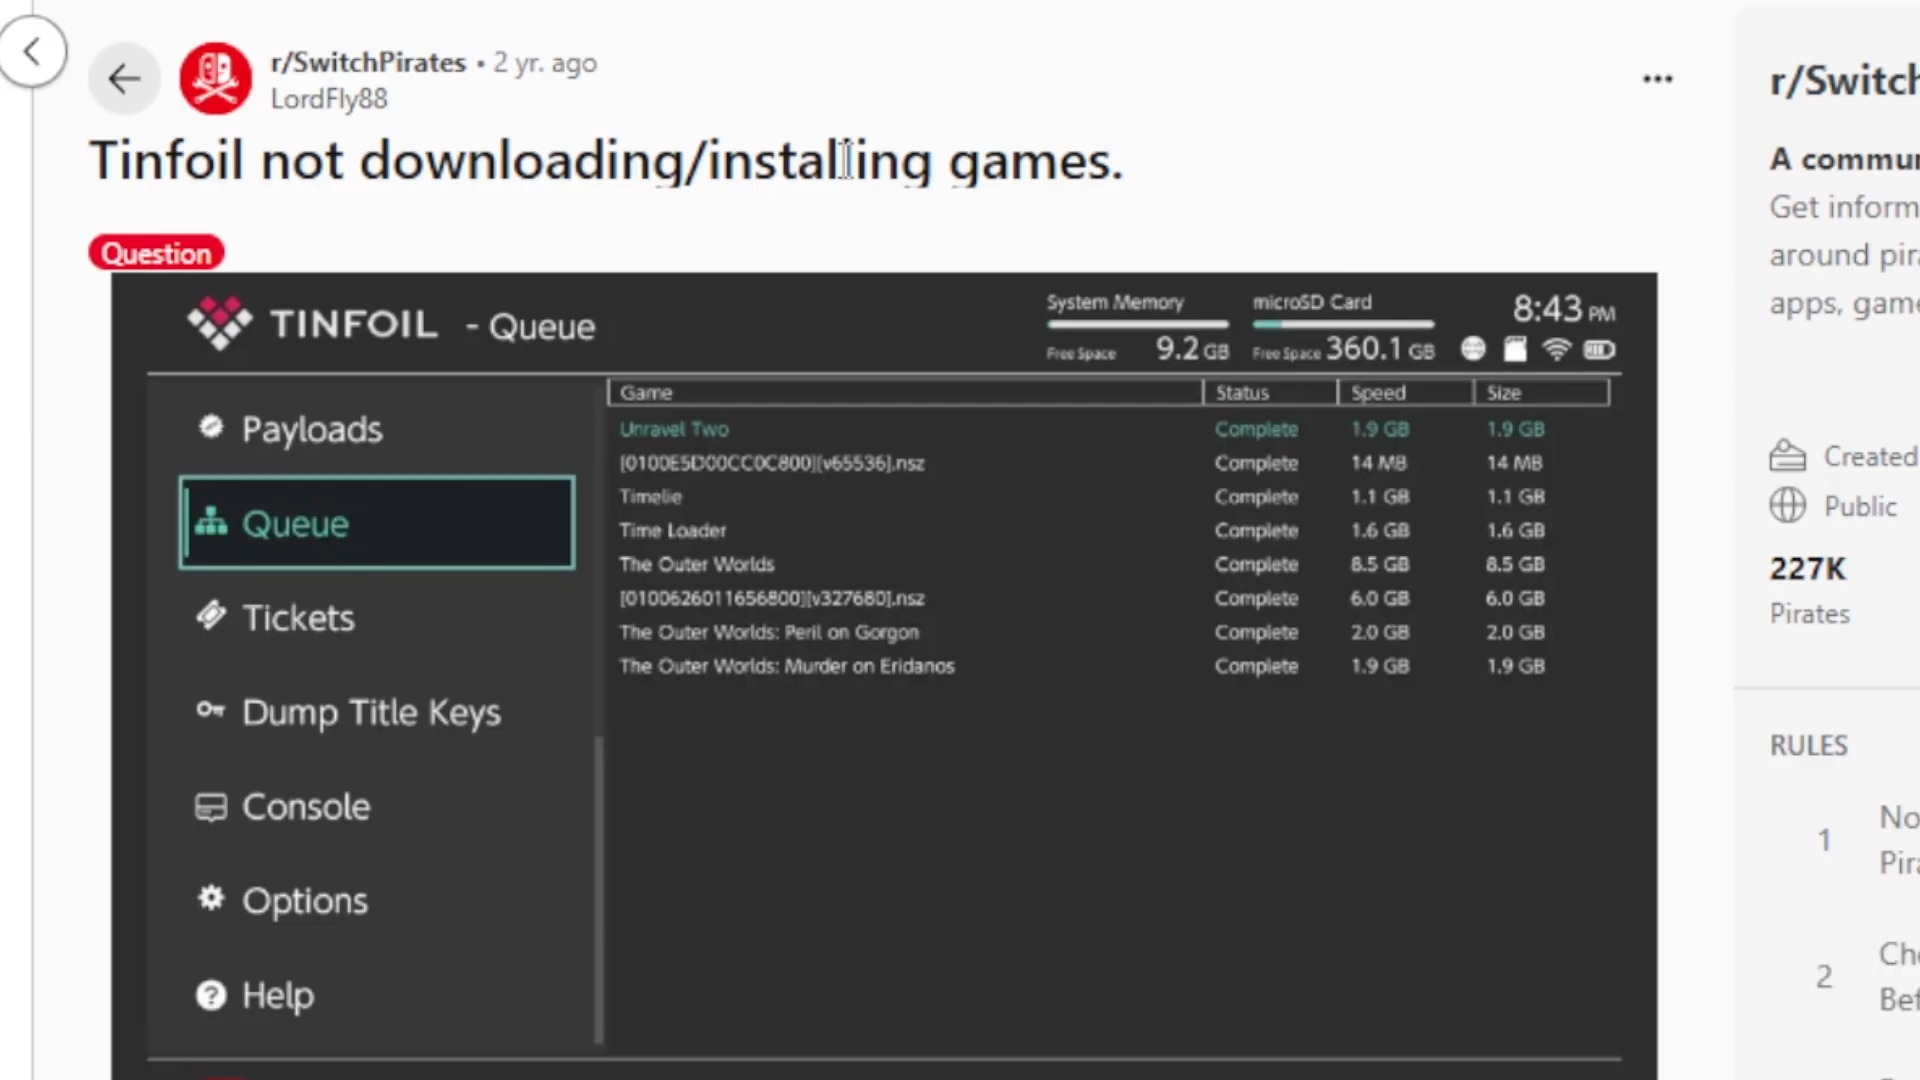 r/SwitchPirates • 2 yr. ago
LordFly88
Tinfoil not downloading/installing games.
Question
TINFOIL - Queue
System Memory
Free Space 9.2 GB
microSD Card
Free Space 360.1 GB
8:43 PM
Payloads
Queue
Tickets
Dump Title Keys
Console
Options
Help
Game Status Speed Size
Unravel Two Complete 1.9 GB 1.9 GB
[0100E5D00CC0C800][v65536].nsz Complete 14 MB 14 MB
Timelie Complete 1.1 GB 1.1 GB
Time Loader Complete 1.6 GB 1.6 GB
The Outer Worlds Complete 8.5 GB 8.5 GB
[0100626011656800][v327680].nsz Complete 6.0 GB 6.0 GB
The Outer Worlds: Peril on Gorgon Complete 2.0 GB 2.0 GB
The Outer Worlds: Murder on Eridanos Complete 1.9 GB 1.9 GB
r/Switch
A commun
Get inform
around pira
apps, game
Created
Public
227K
Pirates
RULES
1
No
Pira
2
Che
Bef